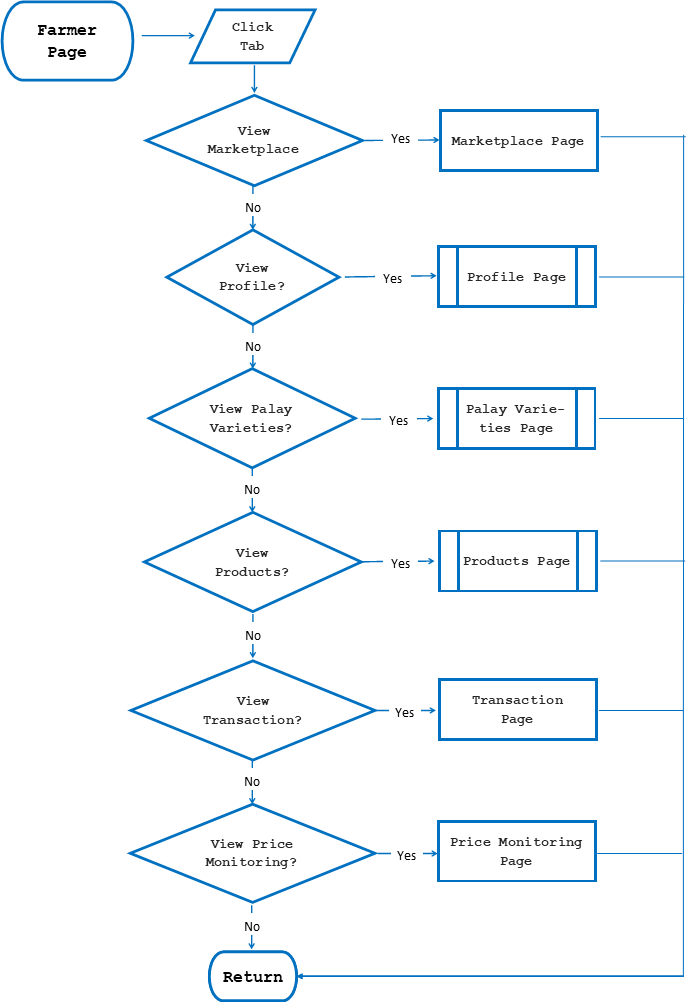 Farmer
Page
Click
Tab
View
Marketplace
Yes
Marketplace Page
No
View
Profile?
Yes
Profile Page
No
View Palay
Varieties?
Yes
Palay Varie-
ties Page
No
View
Products?
Yes
Products Page
No
View
Transaction?
Yes
Transaction
Page
No
View Price
Monitoring?
Yes
Price Monitoring
Page
No
Return